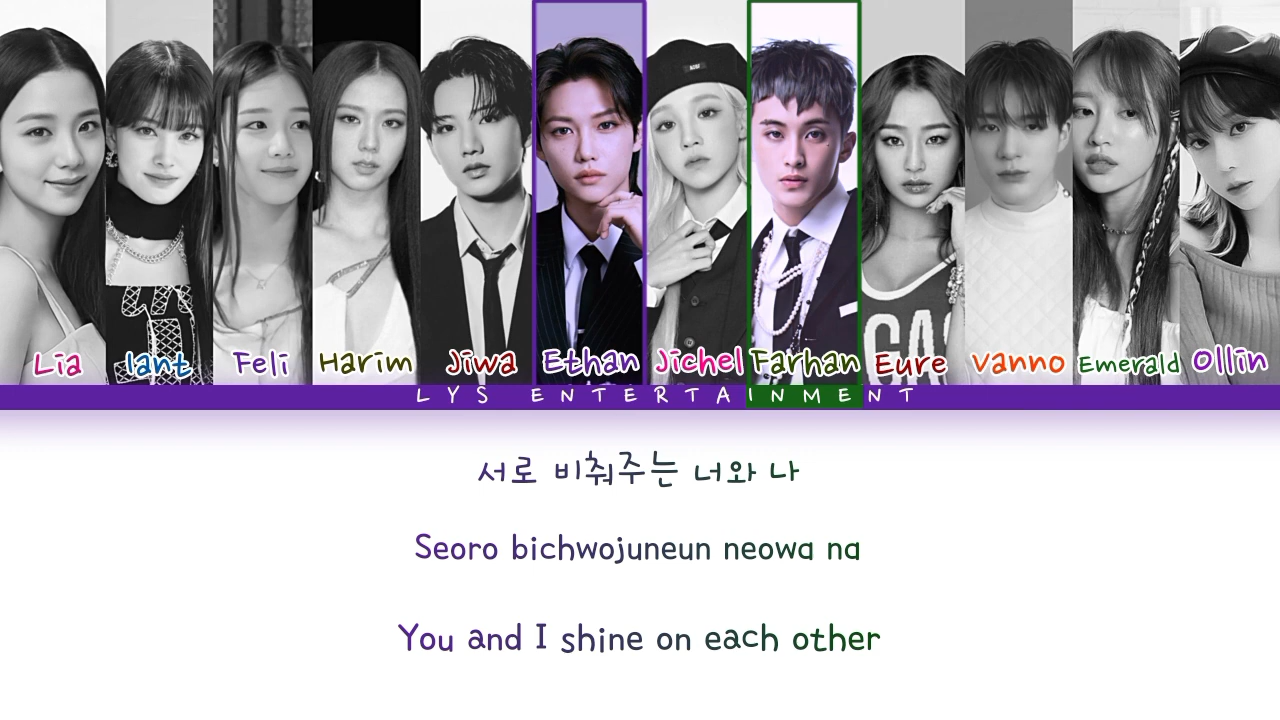 Lia Iant Feli Harim Jiwa Ethan Jichel Farhan Eure Vanno Emerald Ollin
LYS ENTERTAINMENT
서로 비춰주는 너와 나
Seoro bichwojuneun neowa na
You and I shine on each other